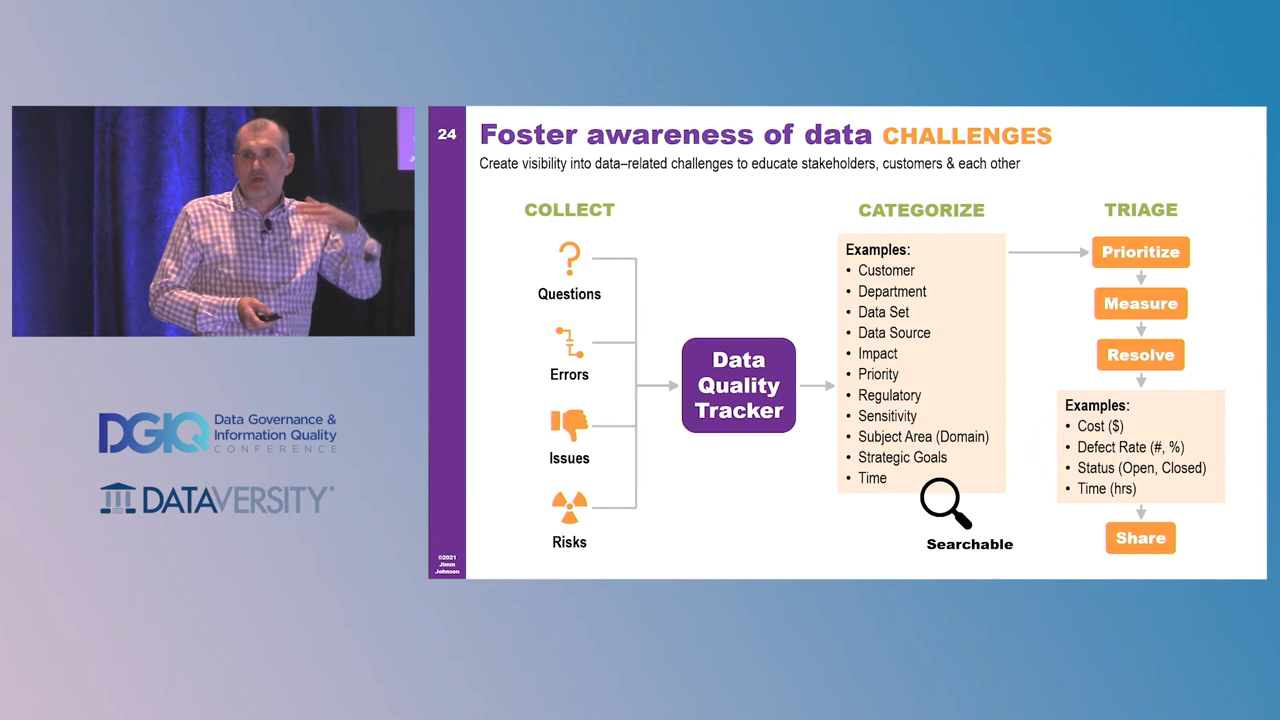 24
Foster awareness of data CHALLENGES
Create visibility into data–related challenges to educate stakeholders, customers & each other
COLLECT
Questions
Errors
Issues
Risks
Data
Quality
Tracker
CATEGORIZE
Examples:
• Customer
• Department
• Data Set
• Data Source
• Impact
• Priority
• Regulatory
• Sensitivity
• Subject Area (Domain)
• Strategic Goals
• Time
Searchable
TRIAGE
Prioritize
Measure
Resolve
Examples:
• Cost ($)
• Defect Rate (#, %)
• Status (Open, Closed)
• Time (hrs)
Share
©2021
Jimm
Johnson
DGIQ
Data Governance &
Information Quality
CONFERENCE
DATAVERSITY